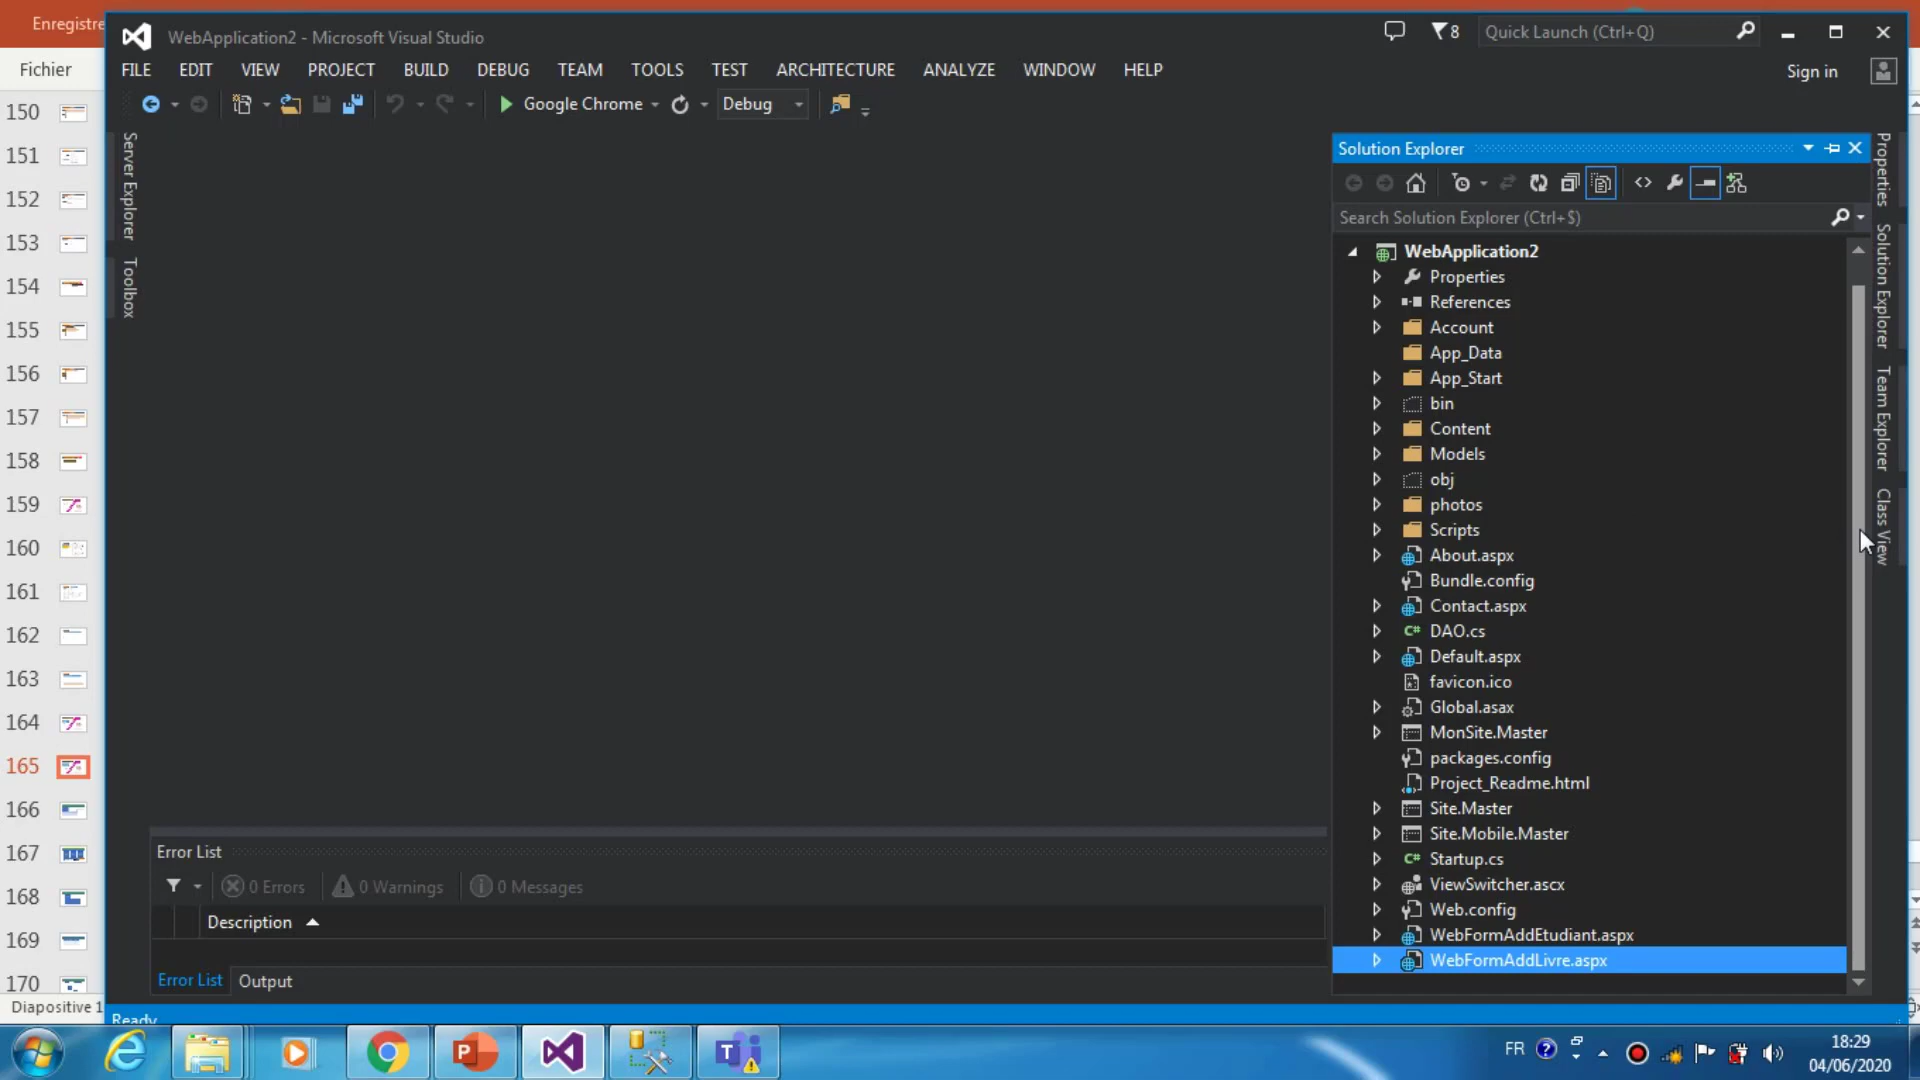 Enregistre
WebApplication2 - Microsoft Visual Studio
8
Quick Launch (Ctrl+Q)
Fichier
FILE EDIT VIEW PROJECT BUILD DEBUG TEAM TOOLS TEST ARCHITECTURE ANALYZE WINDOW HELP
Sign in
Google Chrome
Debug
150
151
152
153
154
155
156
157
158
159
160
161
162
163
164
165
166
167
168
169
170
Diapositive 1
Server Explorer
Toolbox
Solution Explorer
Search Solution Explorer (Ctrl+$)
WebApplication2
Properties
References
Account
App_Data
App_Start
bin
Content
Models
obj
photos
Scripts
About.aspx
Bundle.config
Contact.aspx
DAO.cs
Default.aspx
favicon.ico
Global.asax
MonSite.Master
packages.config
Project_Readme.html
Site.Master
Site.Mobile.Master
Startup.cs
ViewSwitcher.ascx
Web.config
WebFormAddEtudiant.aspx
WebFormAddLivre.aspx
Properties
Solution Explorer
Team Explorer
Class View
Error List
0 Errors
0 Warnings
0 Messages
Description
Error List
Output
Ready
FR
18:29
04/06/2020